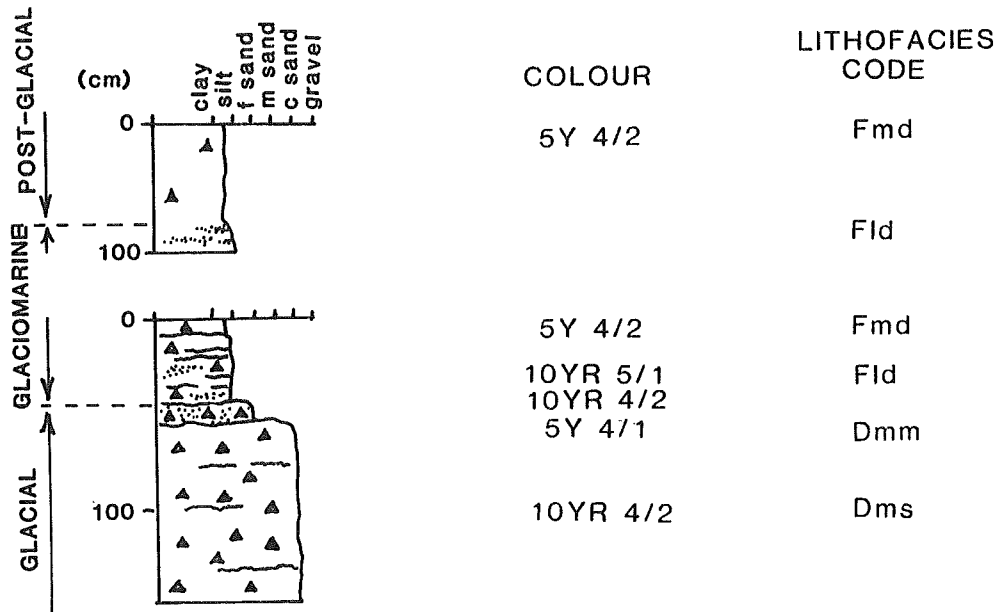 POST-GLACIAL
GLACIOMARINE
GLACIAL
(cm)
clay
silt
f sand
m sand
c sand
gravel
COLOUR
LITHOFACIES
CODE
0
5Y 4/2
Fmd
Fld
100
0
5Y 4/2
Fmd
10YR 5/1
Fld
10YR 4/2
5Y 4/1
Dmm
100
10YR 4/2
Dms